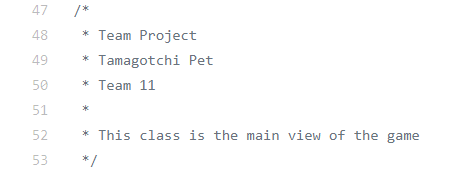 47 /*
48 * Team Project
49 * Tamagotchi Pet
50 * Team 11
51 *
52 * This class is the main view of the game
53 */